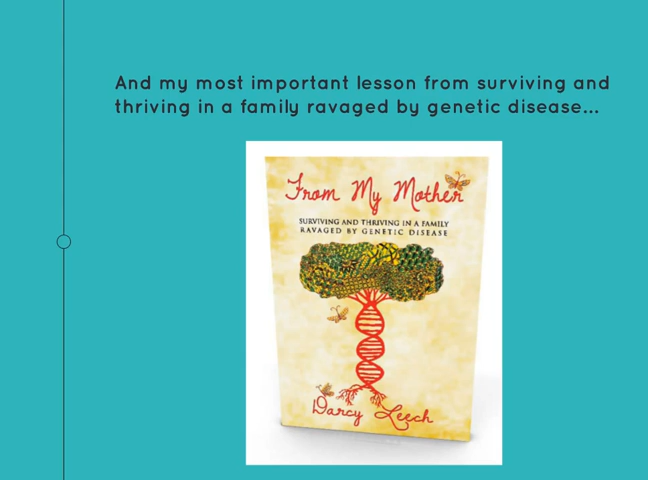 And my most important lesson from surviving and
thriving in a family ravaged by genetic disease...
From My Mother
SURVIVING AND THRIVING IN A FAMILY
RAVAGED BY GENETIC DISEASE
Darcy Leech